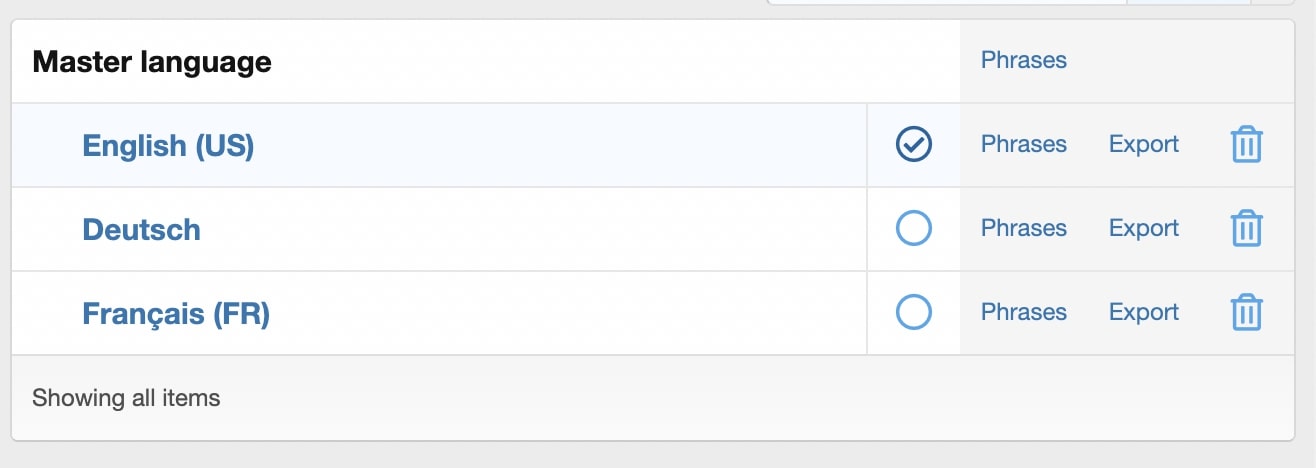 Master language Phrases
English (US) Phrases Export
Deutsch Phrases Export
Français (FR) Phrases Export
Showing all items